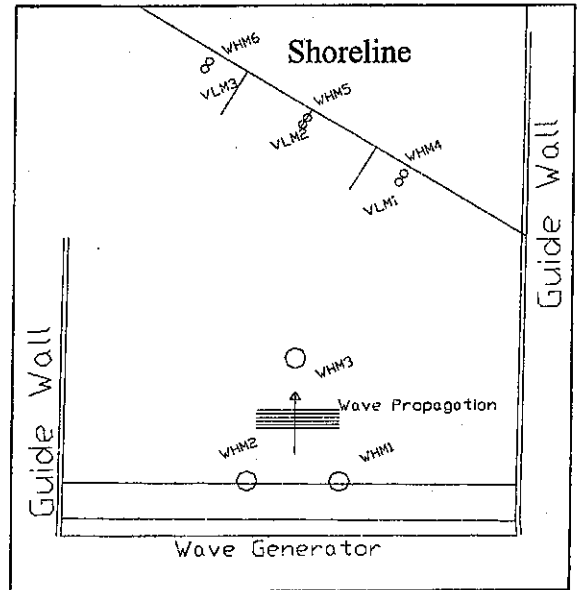 WHM6
Shoreline
VLM3
WHM5
VLM2
WHM4
VLM1
Guide Wall
Guide Wall
WHM3
Wave Propagation
WHM2
WHM1
Wave Generator